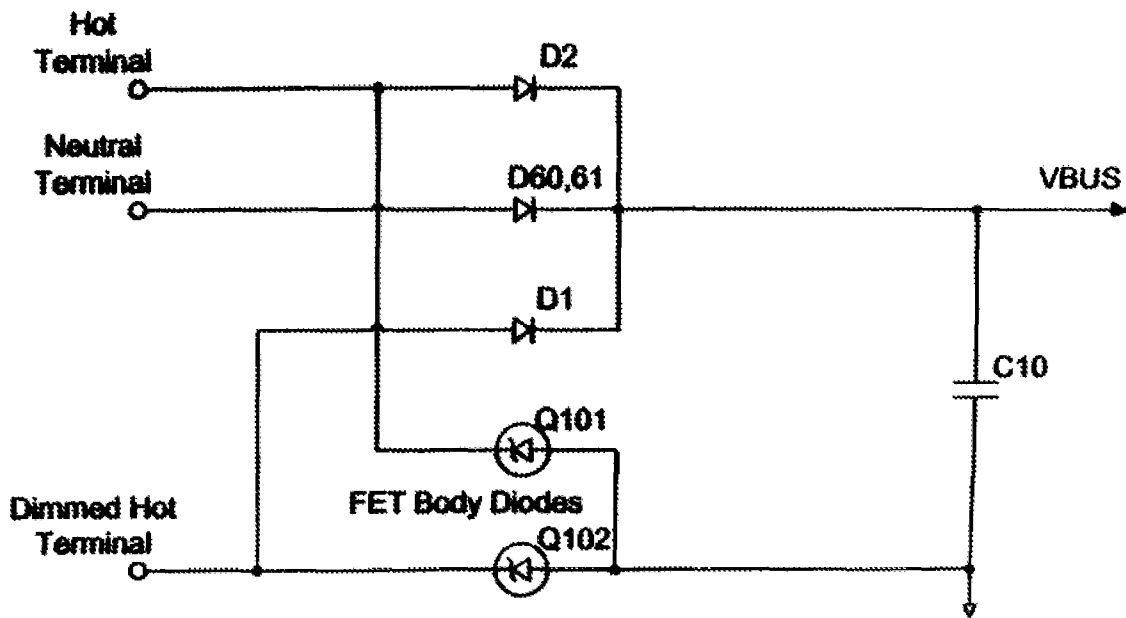 Hot
Terminal
D2
Neutral
Terminal
D60,61
VBUS
D1
C10
Q101
FET Body Diodes
Dimmed Hot
Terminal
Q102